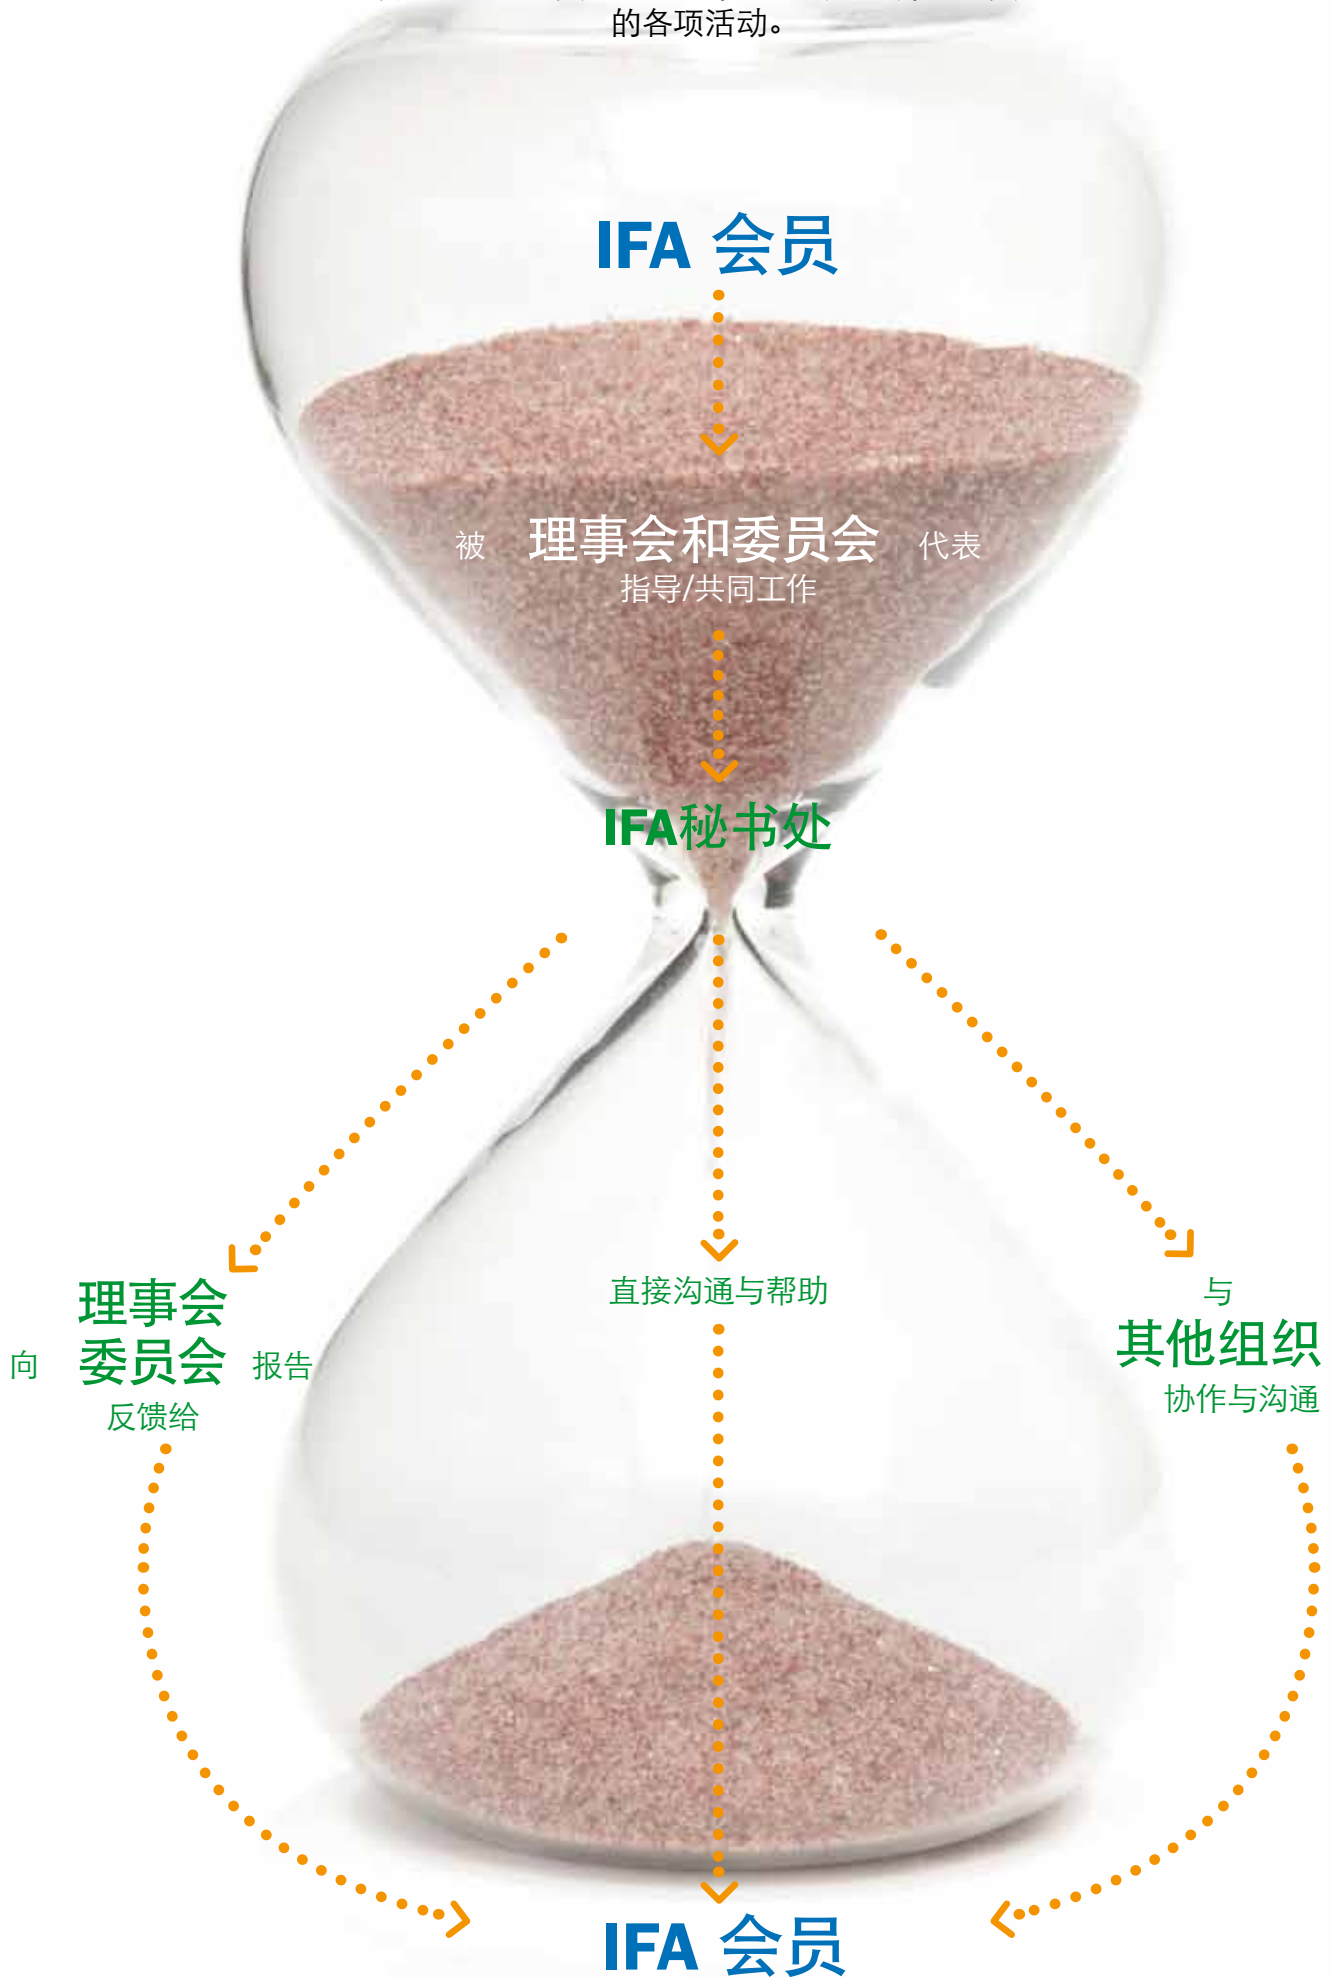 的各项活动。
IFA 会员
被 理事会和委员会 代表
指导/共同工作
IFA秘书处
直接沟通与帮助
理事会
向 委员会 报告
反馈给
与
其他组织
协作与沟通
IFA 会员